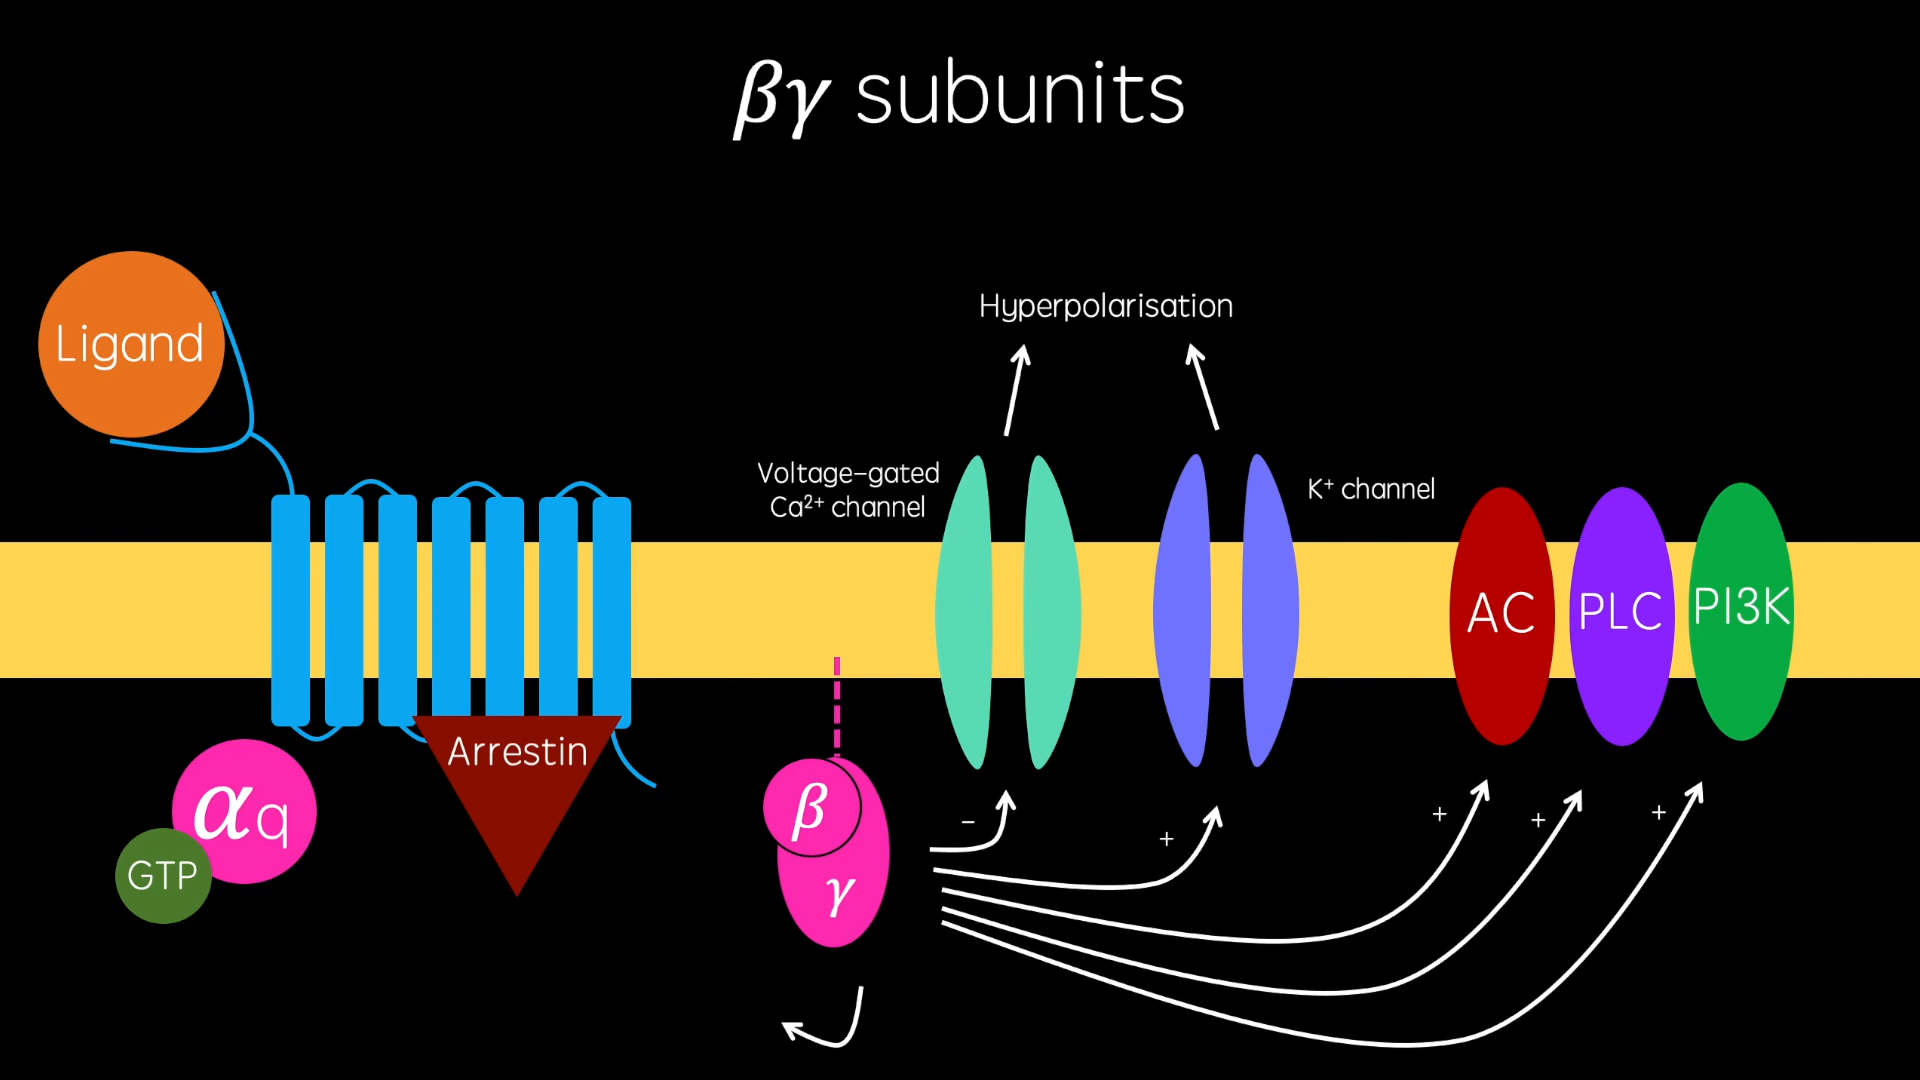 βγ subunits
Ligand
Hyperpolarisation
Voltage-gated
Ca²⁺ channel
K⁺ channel
AC
PLC
PI3K
Arrestin
αq
GTP
β
γ
−
+
+
+
+